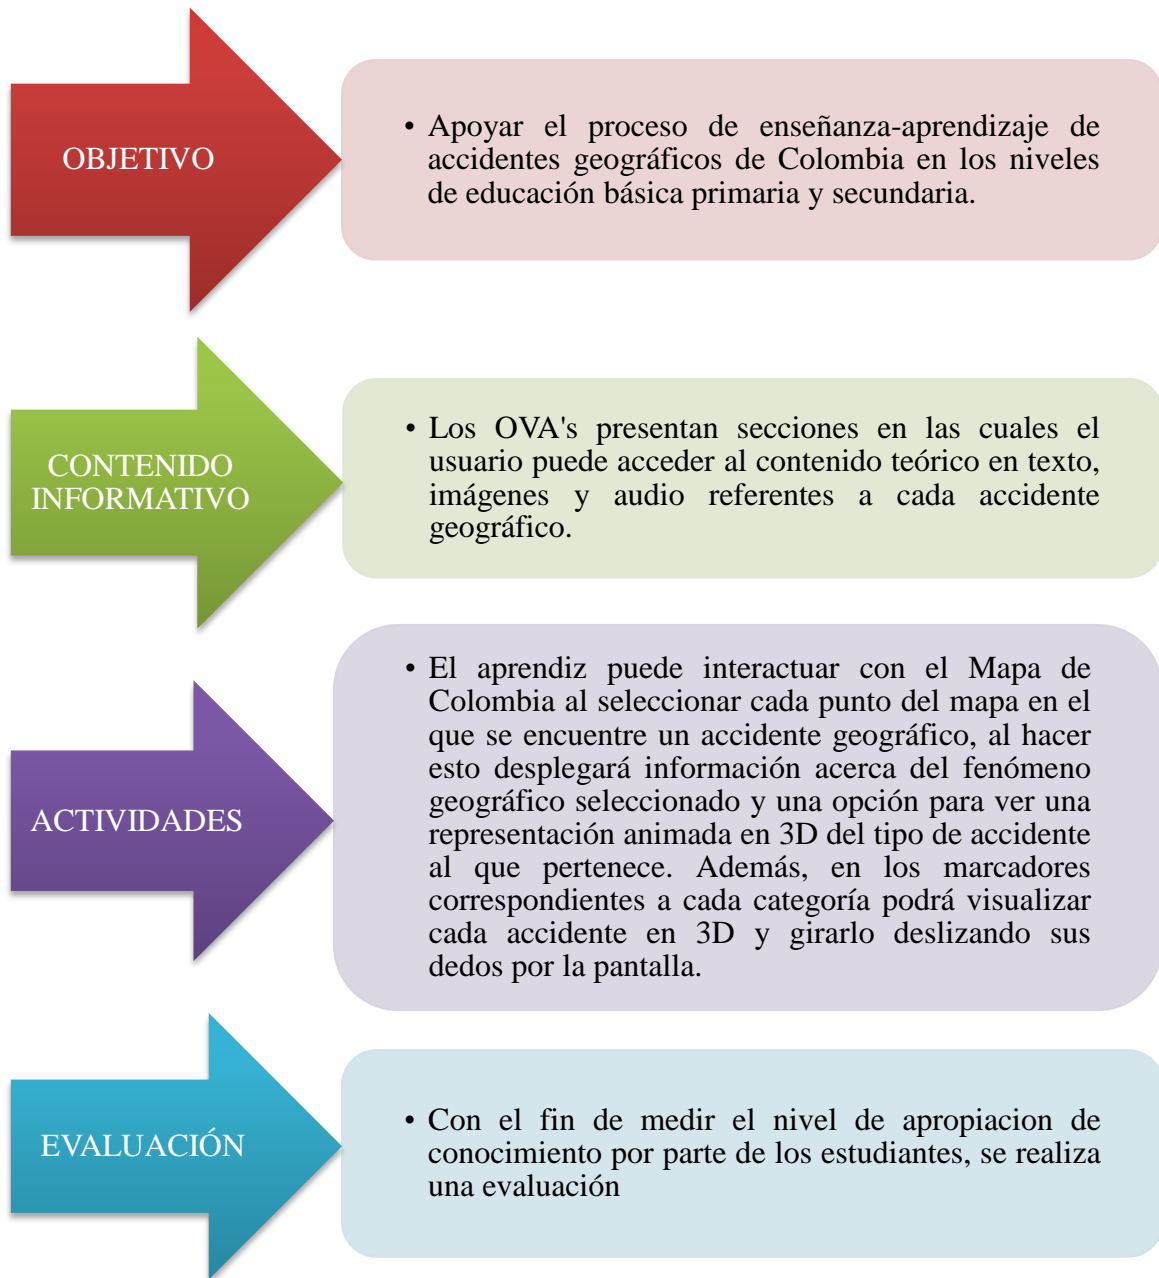 OBJETIVO
• Apoyar el proceso de enseñanza-aprendizaje de
accidentes geográficos de Colombia en los niveles
de educación básica primaria y secundaria.
CONTENIDO
INFORMATIVO
• Los OVA's presentan secciones en las cuales el
usuario puede acceder al contenido teórico en texto,
imágenes y audio referentes a cada accidente
geográfico.
ACTIVIDADES
• El aprendiz puede interactuar con el Mapa de
Colombia al seleccionar cada punto del mapa en el
que se encuentre un accidente geográfico, al hacer
esto desplegará información acerca del fenómeno
geográfico seleccionado y una opción para ver una
representación animada en 3D del tipo de accidente
al que pertenece. Además, en los marcadores
correspondientes a cada categoría podrá visualizar
cada accidente en 3D y girarlo deslizando sus
dedos por la pantalla.
EVALUACIÓN
• Con el fin de medir el nivel de apropiacion de
conocimiento por parte de los estudiantes, se realiza
una evaluación